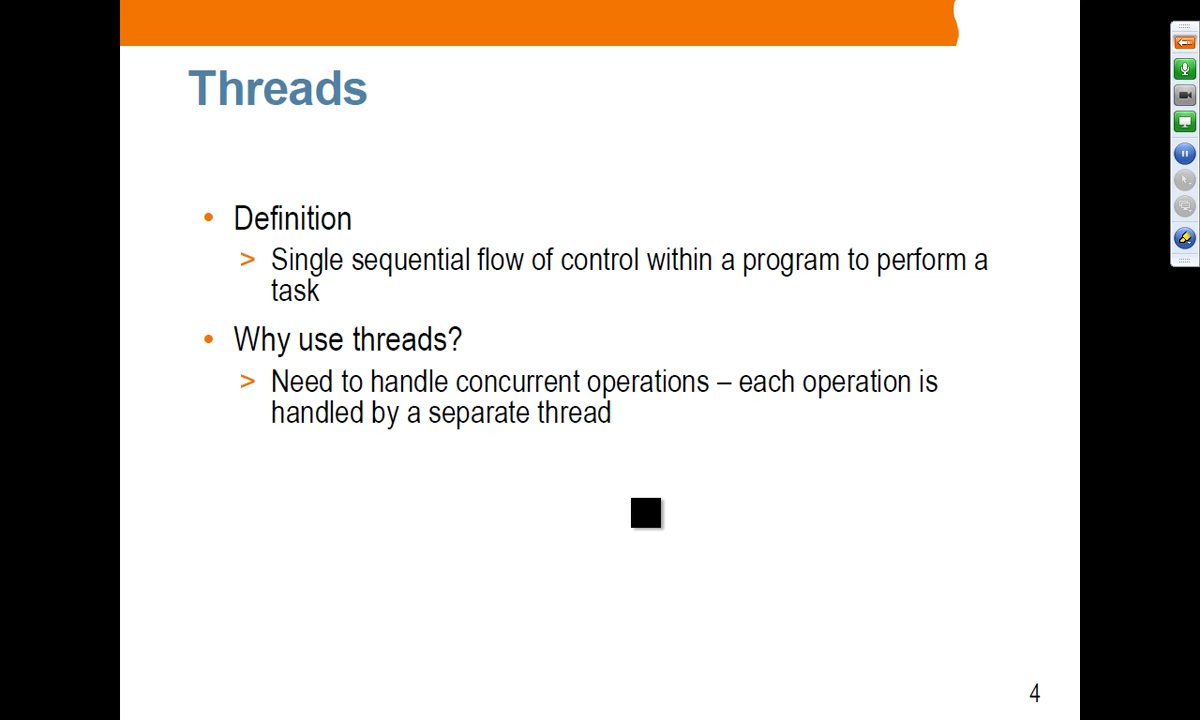 Threads
• Definition
> Single sequential flow of control within a program to perform a
task
• Why use threads?
> Need to handle concurrent operations – each operation is
handled by a separate thread
4